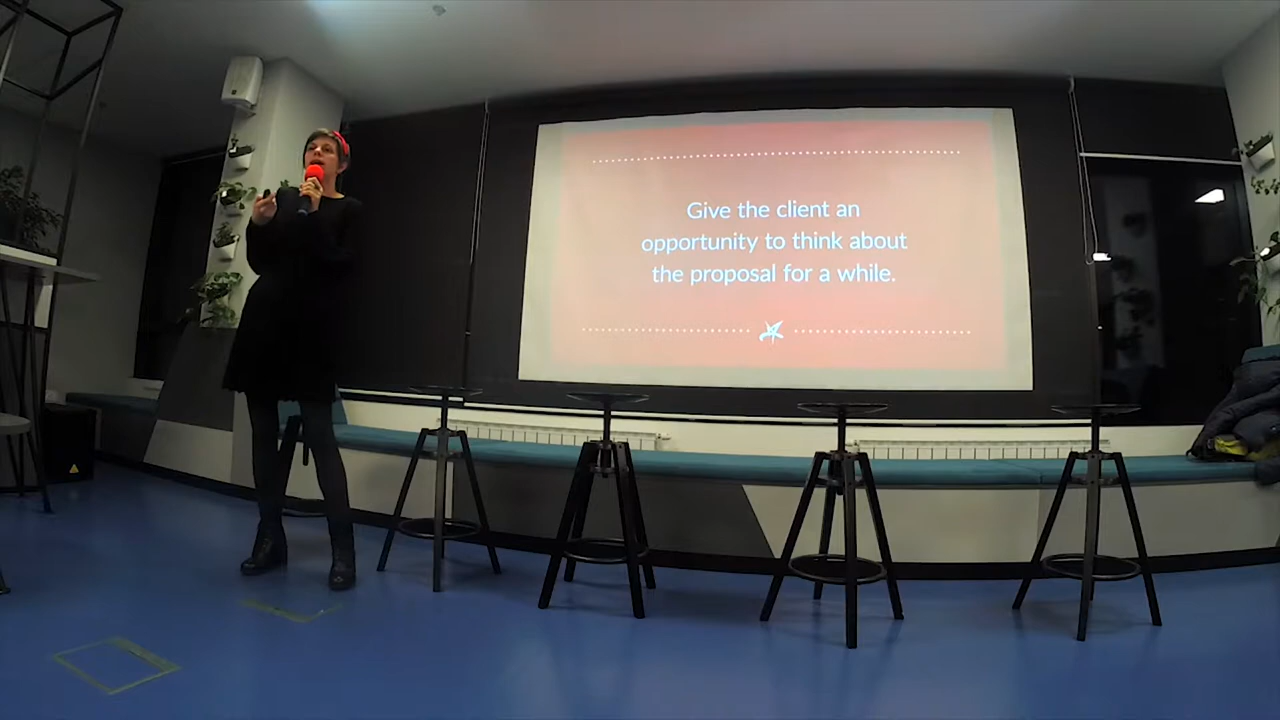 Give the client an
opportunity to think about
the proposal for a while.